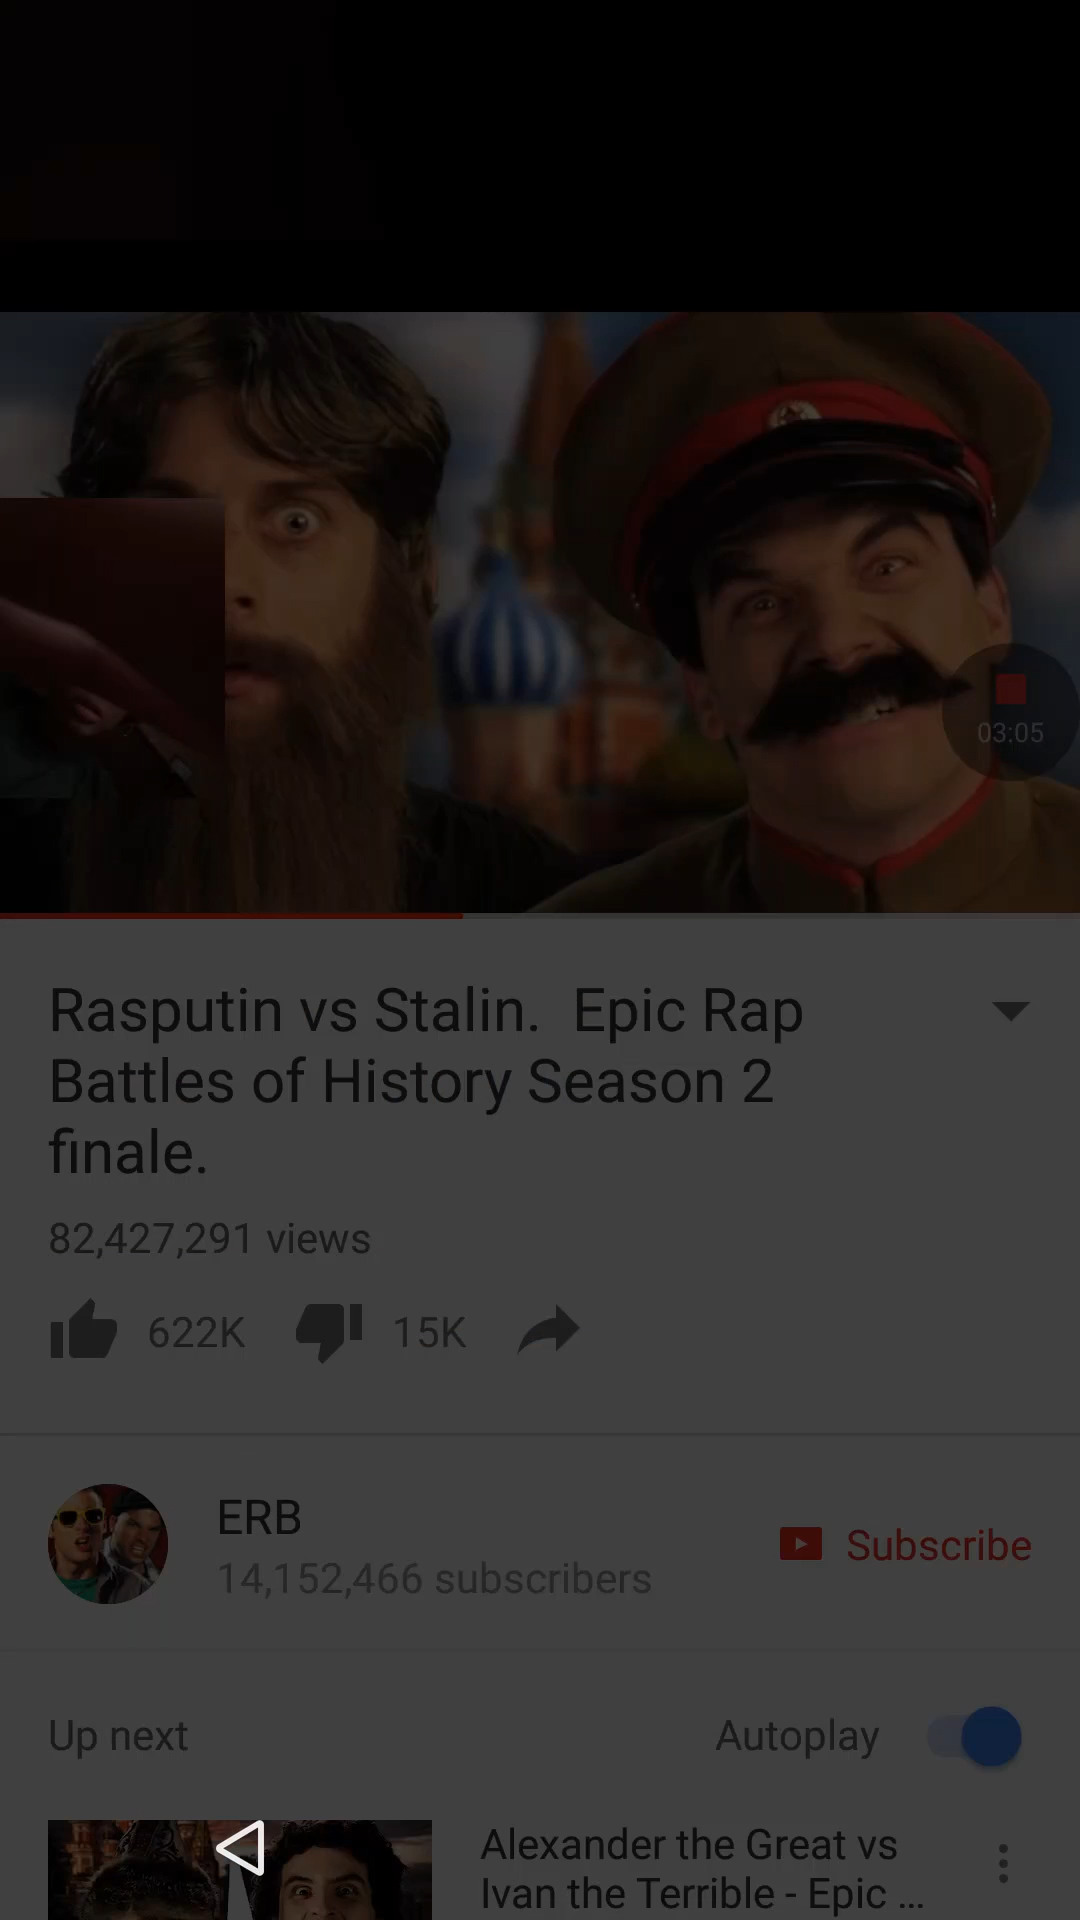 03:05
Rasputin vs Stalin. Epic Rap
Battles of History Season 2
finale.
82,427,291 views
622K 15K
ERB
14,152,466 subscribers
Subscribe
Up next
Autoplay
Alexander the Great vs
Ivan the Terrible - Epic ...